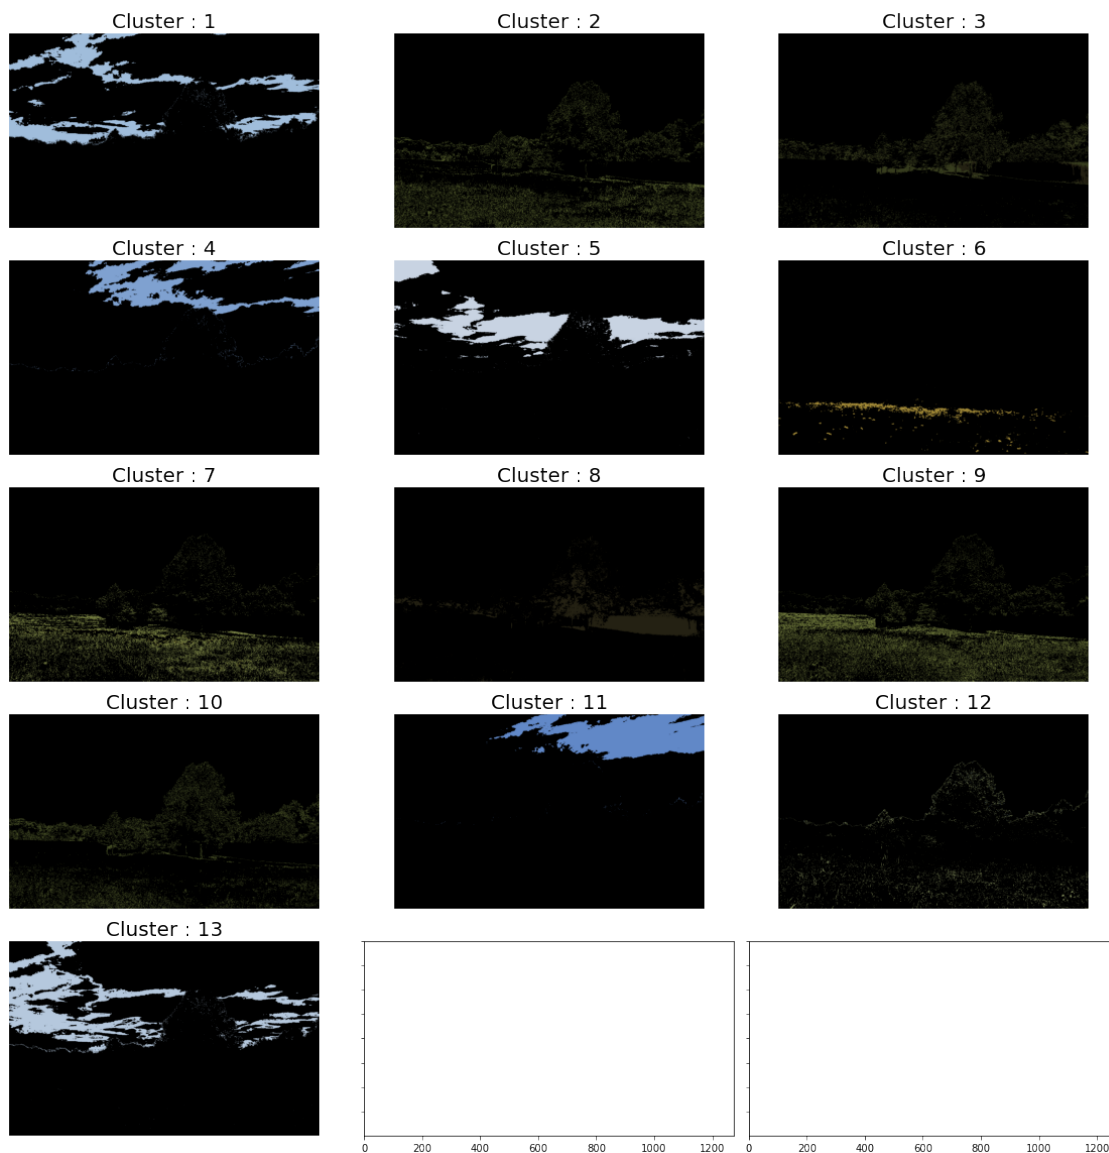 Cluster : 1
Cluster : 2
Cluster : 3
Cluster : 4
Cluster : 5
Cluster : 6
Cluster : 7
Cluster : 8
Cluster : 9
Cluster : 10
Cluster : 11
Cluster : 12
Cluster : 13
0 200 400 600 800 1000 1200
0 200 400 600 800 1000 1200